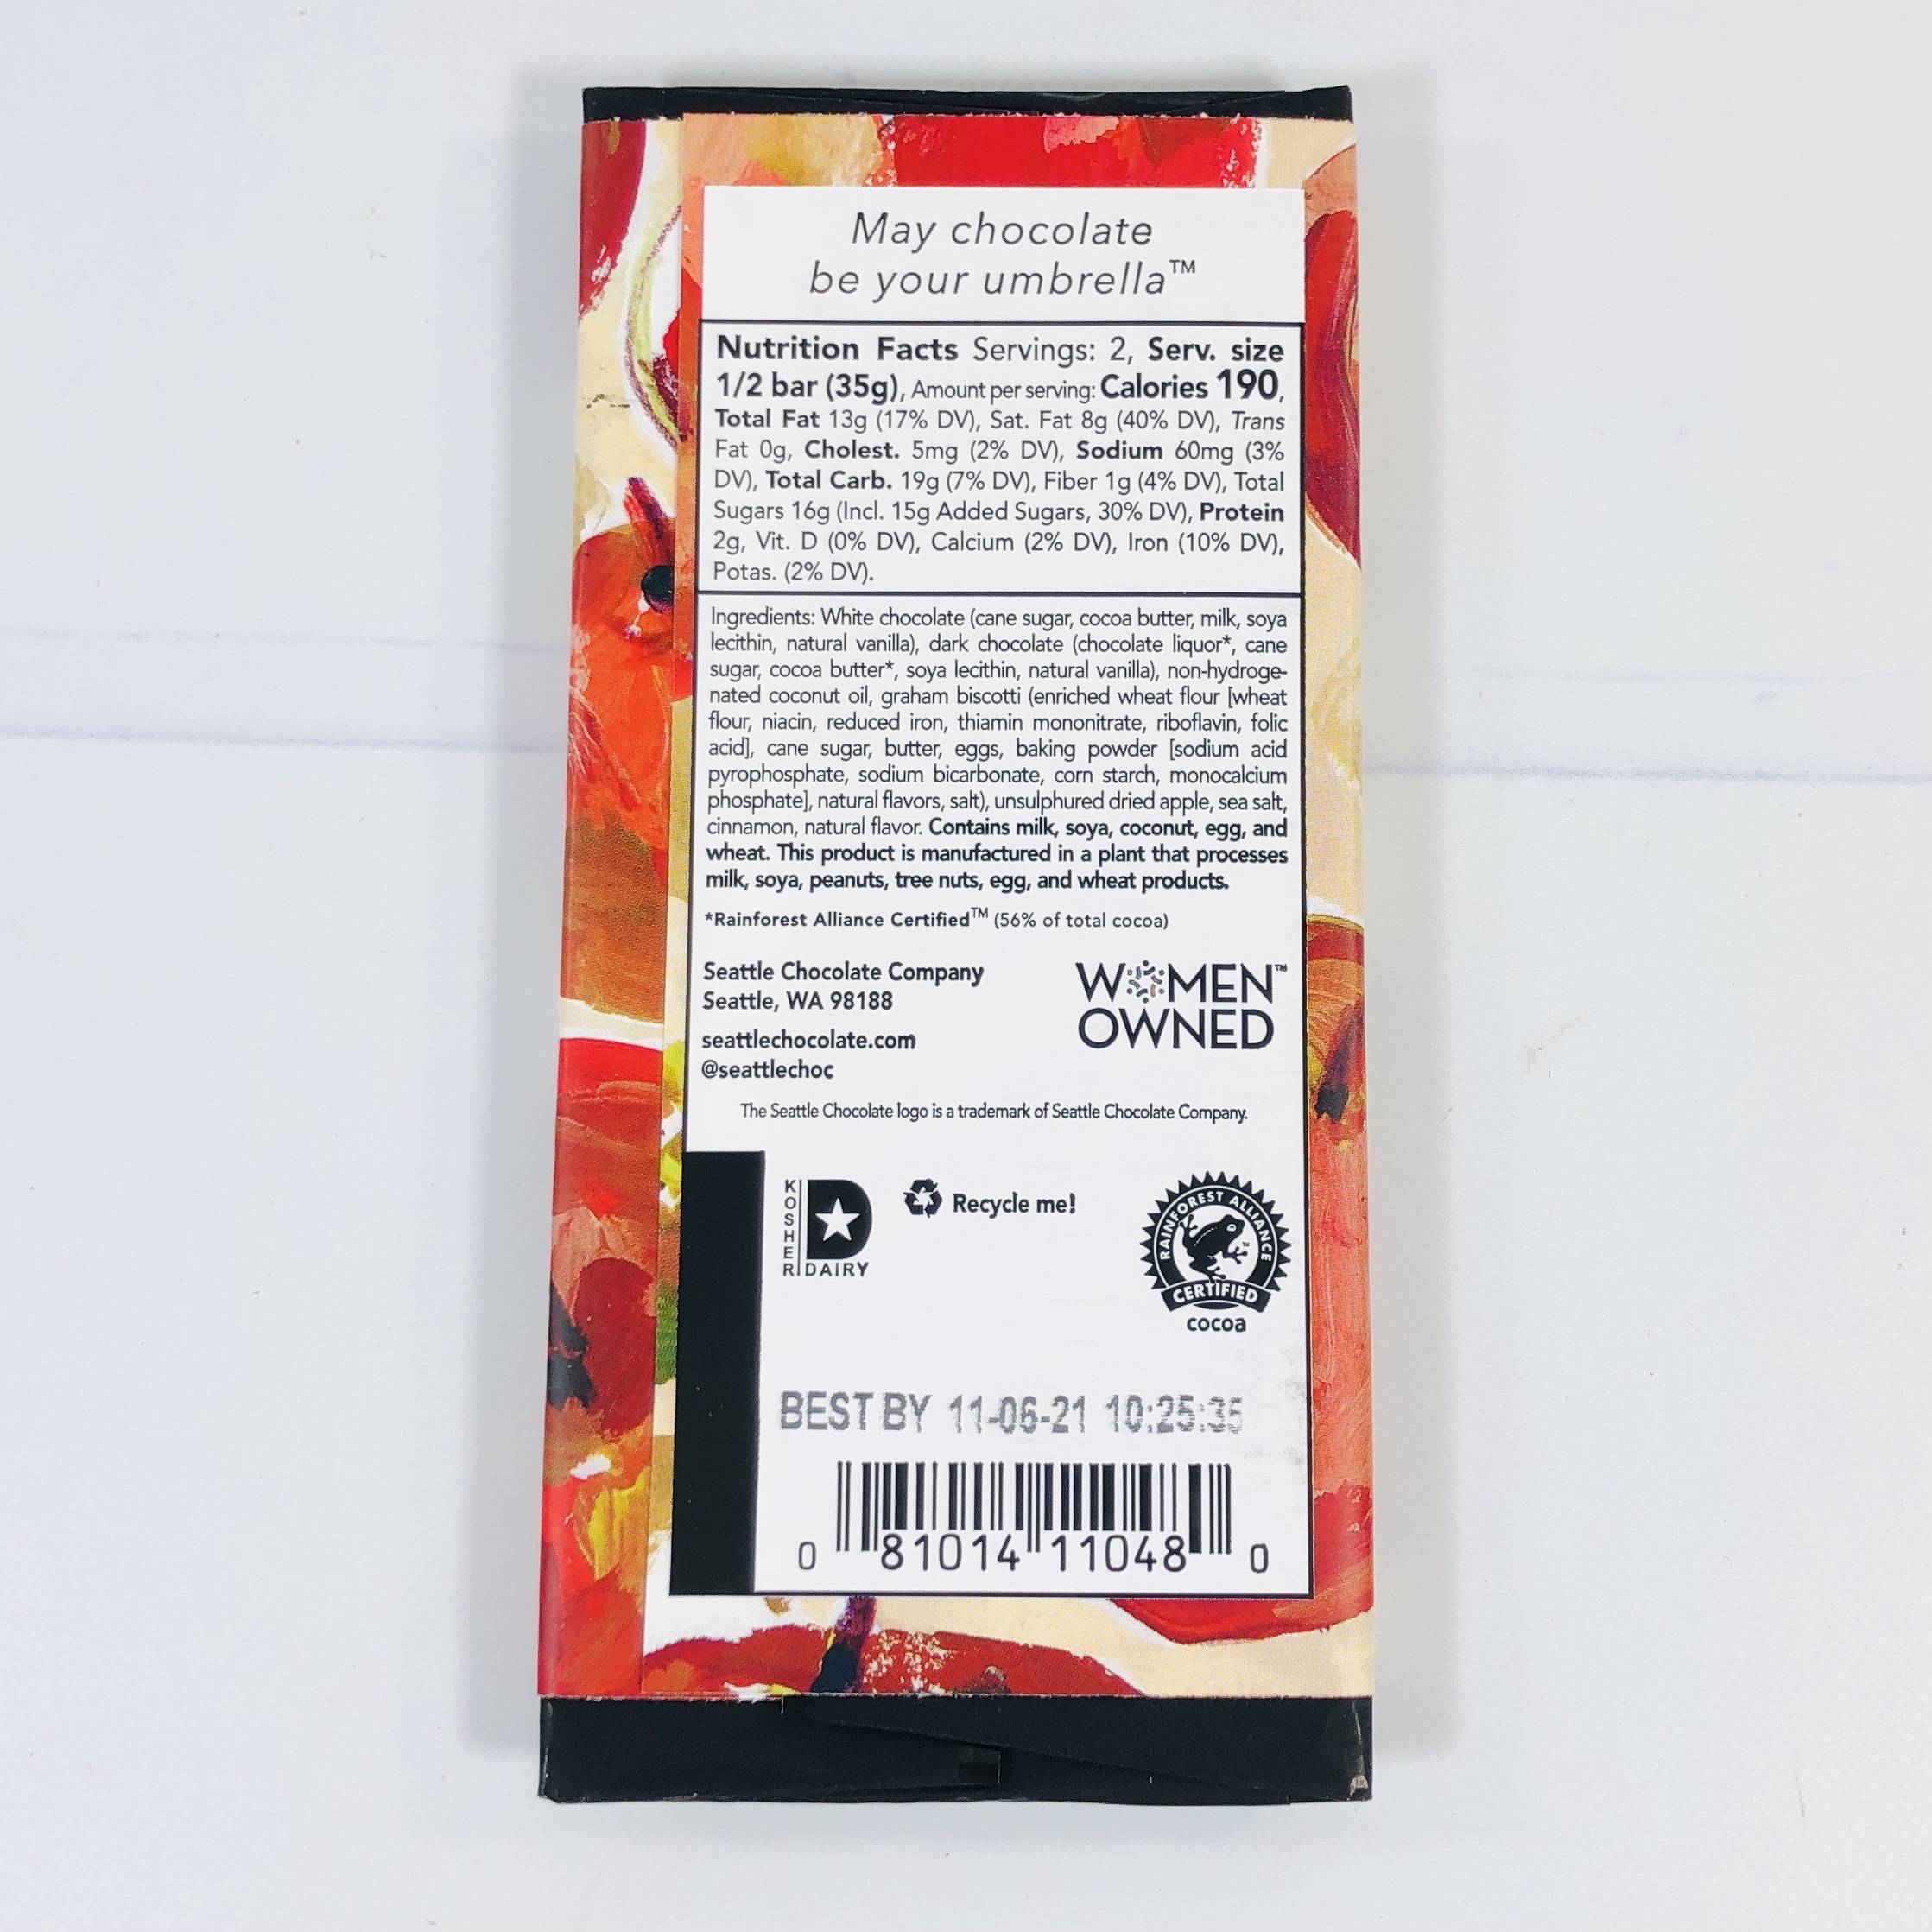 May chocolate
be your umbrella™
Nutrition Facts Servings: 2, Serv. size
1/2 bar (35g), Amount per serving: Calories 190,
Total Fat 13g (17% DV), Sat. Fat 8g (40% DV), Trans
Fat 0g, Cholest. 5mg (2% DV), Sodium 60mg (3%
DV), Total Carb. 19g (7% DV), Fiber 1g (4% DV), Total
Sugars 16g (Incl. 15g Added Sugars, 30% DV), Protein
2g, Vit. D (0% DV), Calcium (2% DV), Iron (10% DV),
Potas. (2% DV).
Ingredients: White chocolate (cane sugar, cocoa butter, milk, soya
lecithin, natural vanilla), dark chocolate (chocolate liquor*, cane
sugar, cocoa butter*, soya lecithin, natural vanilla), non-hydroge-
nated coconut oil, graham biscotti (enriched wheat flour [wheat
flour, niacin, reduced iron, thiamin mononitrate, riboflavin, folic
acid], cane sugar, butter, eggs, baking powder [sodium acid
pyrophosphate, sodium bicarbonate, corn starch, monocalcium
phosphate], natural flavors, salt), unsulphured dried apple, sea salt,
cinnamon, natural flavor. Contains milk, soya, coconut, egg, and
wheat. This product is manufactured in a plant that processes
milk, soya, peanuts, tree nuts, egg, and wheat products.
*Rainforest Alliance Certified™ (56% of total cocoa)
Seattle Chocolate Company
Seattle, WA 98188
seattlechocolate.com
@seattlechoc
WOMEN™
OWNED
The Seattle Chocolate logo is a trademark of Seattle Chocolate Company.
KOSHER
D
DAIRY
Recycle me!
RAINFOREST ALLIANCE
CERTIFIED
cocoa
BEST BY 11-06-21 10:25:35
0 81014 11048 0